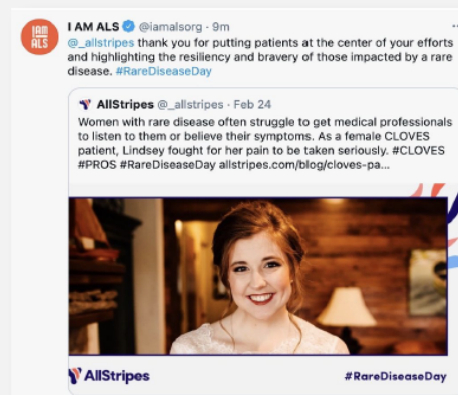 IAM
ALS
I AM ALS @iamalsorg · 9m
@_allstripes thank you for putting patients at the center of your efforts
and highlighting the resiliency and bravery of those impacted by a rare
disease. #RareDiseaseDay
AllStripes @_allstripes · Feb 24
Women with rare disease often struggle to get medical professionals
to listen to them or believe their symptoms. As a female CLOVES
patient, Lindsey fought for her pain to be taken seriously. #CLOVES
#PROS #RareDiseaseDay allstripes.com/blog/cloves-pa...
AllStripes
#RareDiseaseDay